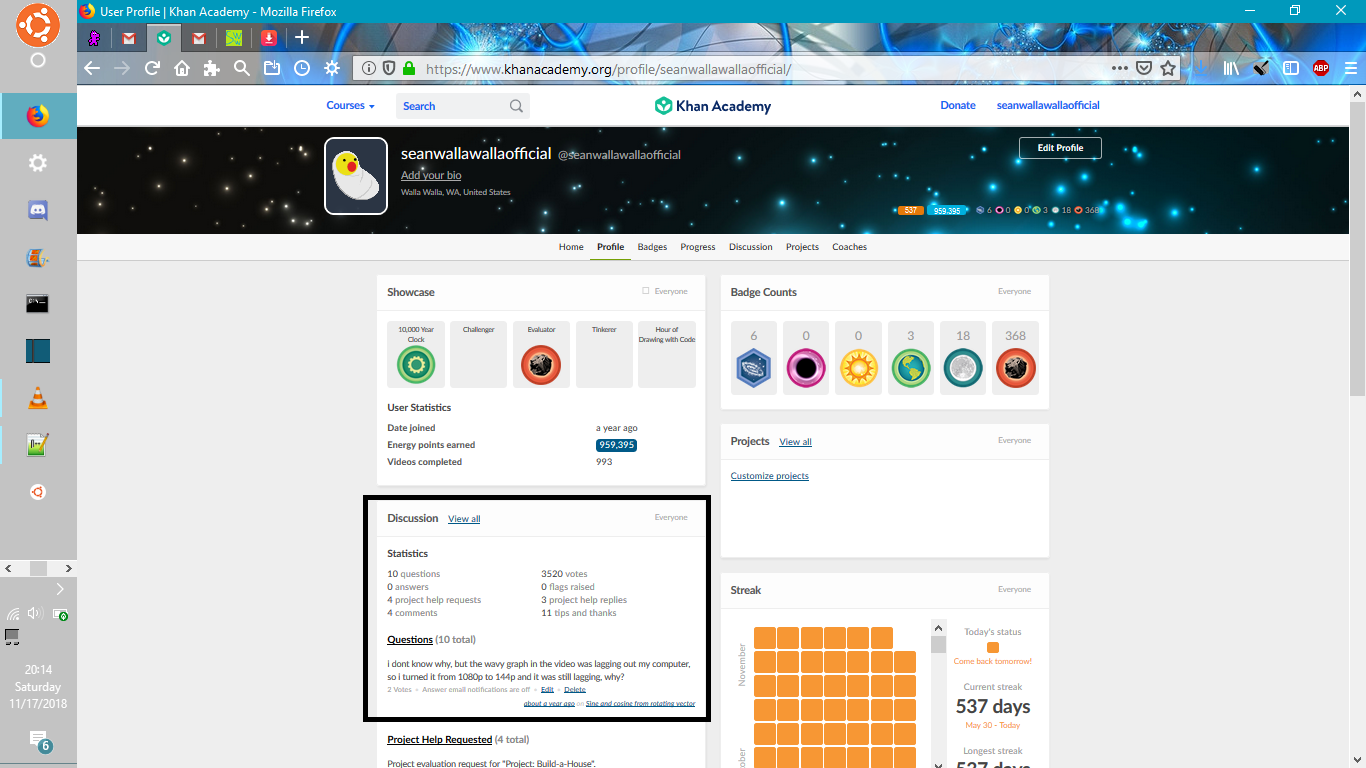 User Profile | Khan Academy - Mozilla Firefox
https://www.khanacademy.org/profile/seanwallawallaofficial/
ABP
Courses
Search
Khan Academy
Donate
seanwallawallaofficial
seanwallawallaofficial @seanwallawallaofficial
Edit Profile
Add your bio
Walla Walla, WA, United States
537 959,395 6 0 0 3 18 368
Home Profile Badges Progress Discussion Projects Coaches
Showcase Everyone
10,000 Year Clock
Challenger
Evaluator
Tinkerer
Hour of Drawing with Code
User Statistics
Date joined a year ago
Energy points earned 959,395
Videos completed 993
Badge Counts Everyone
6 0 0 3 18 368
Projects View all Everyone
Customize projects
Discussion View all Everyone
Statistics
10 questions 3520 votes
0 answers 0 flags raised
4 project help requests 3 project help replies
4 comments 11 tips and thanks
Questions (10 total)
i dont know why, but the wavy graph in the video was lagging out my computer,
so i turned it from 1080p to 144p and it was still lagging, why?
2 Votes • Answer email notifications are off • Edit • Delete
about a year ago on Sine and cosine from rotating vector
Project Help Requested (4 total)
Project evaluation request for "Project: Build-a-House".
Streak Everyone
November
Today's status
Come back tomorrow!
Current streak
537 days
May 30 - Today
Longest streak
537 days
20:14
Saturday
11/17/2018
6